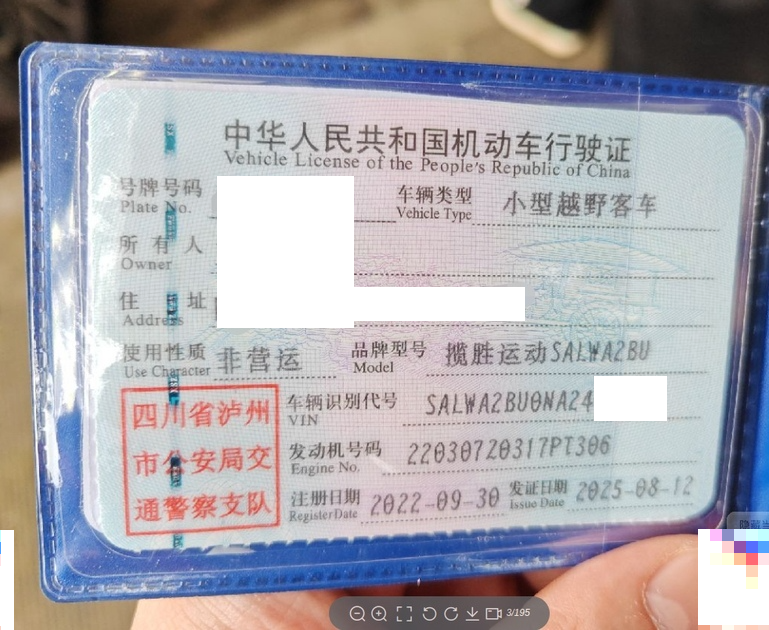 中华人民共和国机动车行驶证
Vehicle License of the People's Republic of China
号牌号码
Plate No.
车辆类型 小型越野客车
Vehicle Type
所有人
Owner
住址
Address
使用性质 非营运
Use Character
品牌型号 揽胜运动SALWA2BU
Model
四川省泸州
市公安局交
通警察支队
车辆识别代号 SALWA2BU0NA24
VIN
发动机号码 220307Z0317PT306
Engine No.
注册日期 2022-09-30
Register Date
发证日期 2025-08-12
Issue Date
3/195